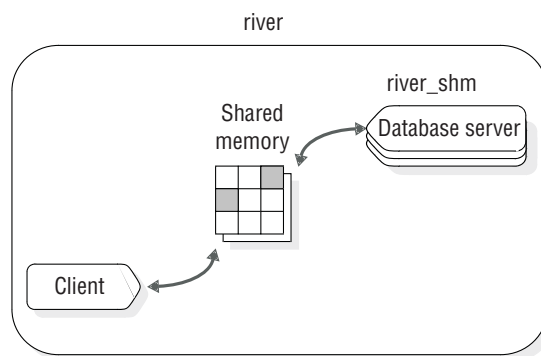 river
river_shm
Shared
memory
Database server
Client